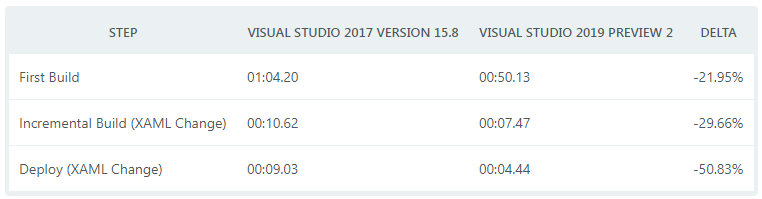 STEP VISUAL STUDIO 2017 VERSION 15.8 VISUAL STUDIO 2019 PREVIEW 2 DELTA
First Build 01:04.20 00:50.13 -21.95%
Incremental Build (XAML Change) 00:10.62 00:07.47 -29.66%
Deploy (XAML Change) 00:09.03 00:04.44 -50.83%